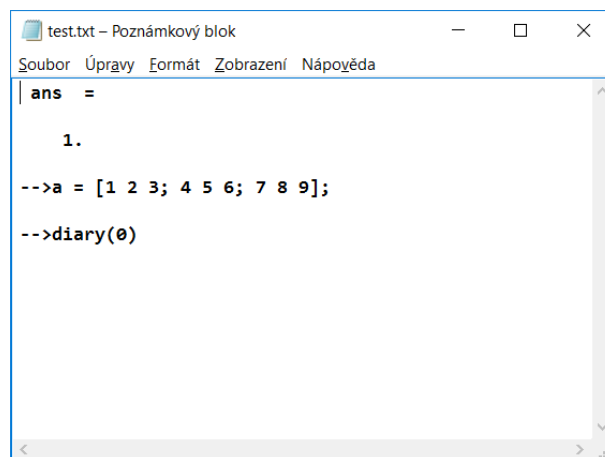 test.txt – Poznámkový blok
Soubor Úpravy Formát Zobrazení Nápověda
ans =
1.
-->a = [1 2 3; 4 5 6; 7 8 9];
-->diary(0)